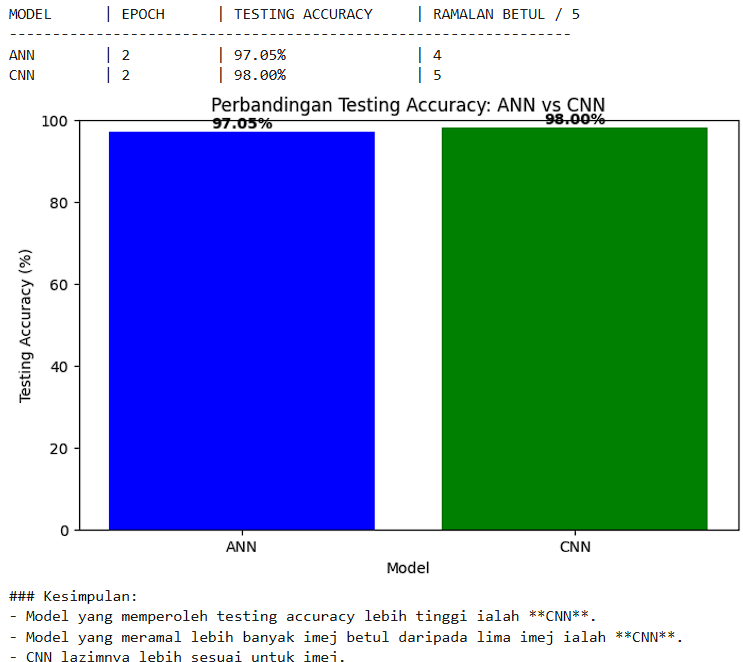 MODEL | EPOCH | TESTING ACCURACY | RAMALAN BETUL / 5
-----------------------------------------------------------------
ANN | 2 | 97.05% | 4
CNN | 2 | 98.00% | 5
Perbandingan Testing Accuracy: ANN vs CNN
97.05%
98.00%
100
80
60
40
20
0
Testing Accuracy (%)
ANN
CNN
Model
### Kesimpulan:
- Model yang memperoleh testing accuracy lebih tinggi ialah **CNN**.
- Model yang meramal lebih banyak imej betul daripada lima imej ialah **CNN**.
- CNN lazimnya lebih sesuai untuk imej.